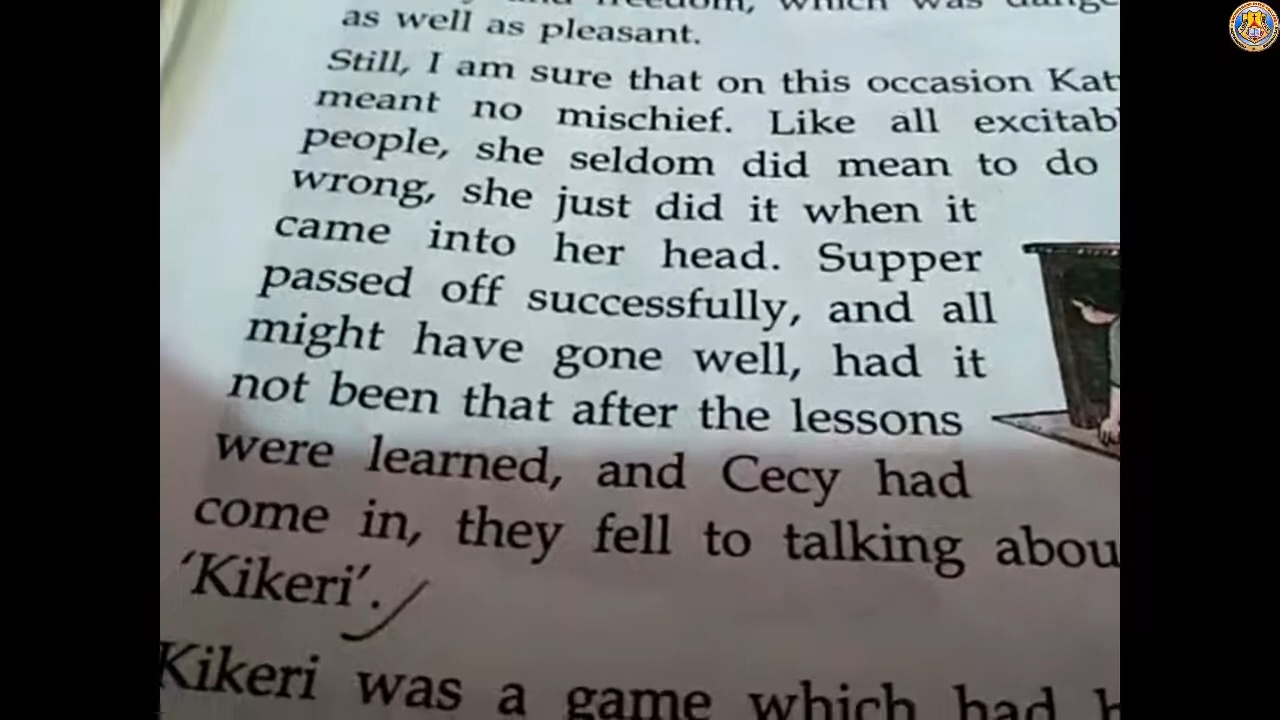 freedom, which was
as well as pleasant.
Still, I am sure that on this occasion
meant no mischief. Like all
people, she seldom did mean to do
wrong, she just did it when it
came into her head. Supper
passed off successfully, and all
might have gone well, had it
not been that after the lessons
were learned, and Cecy had
come in, they fell to talking
'Kikeri'.
Kikeri was a game which had